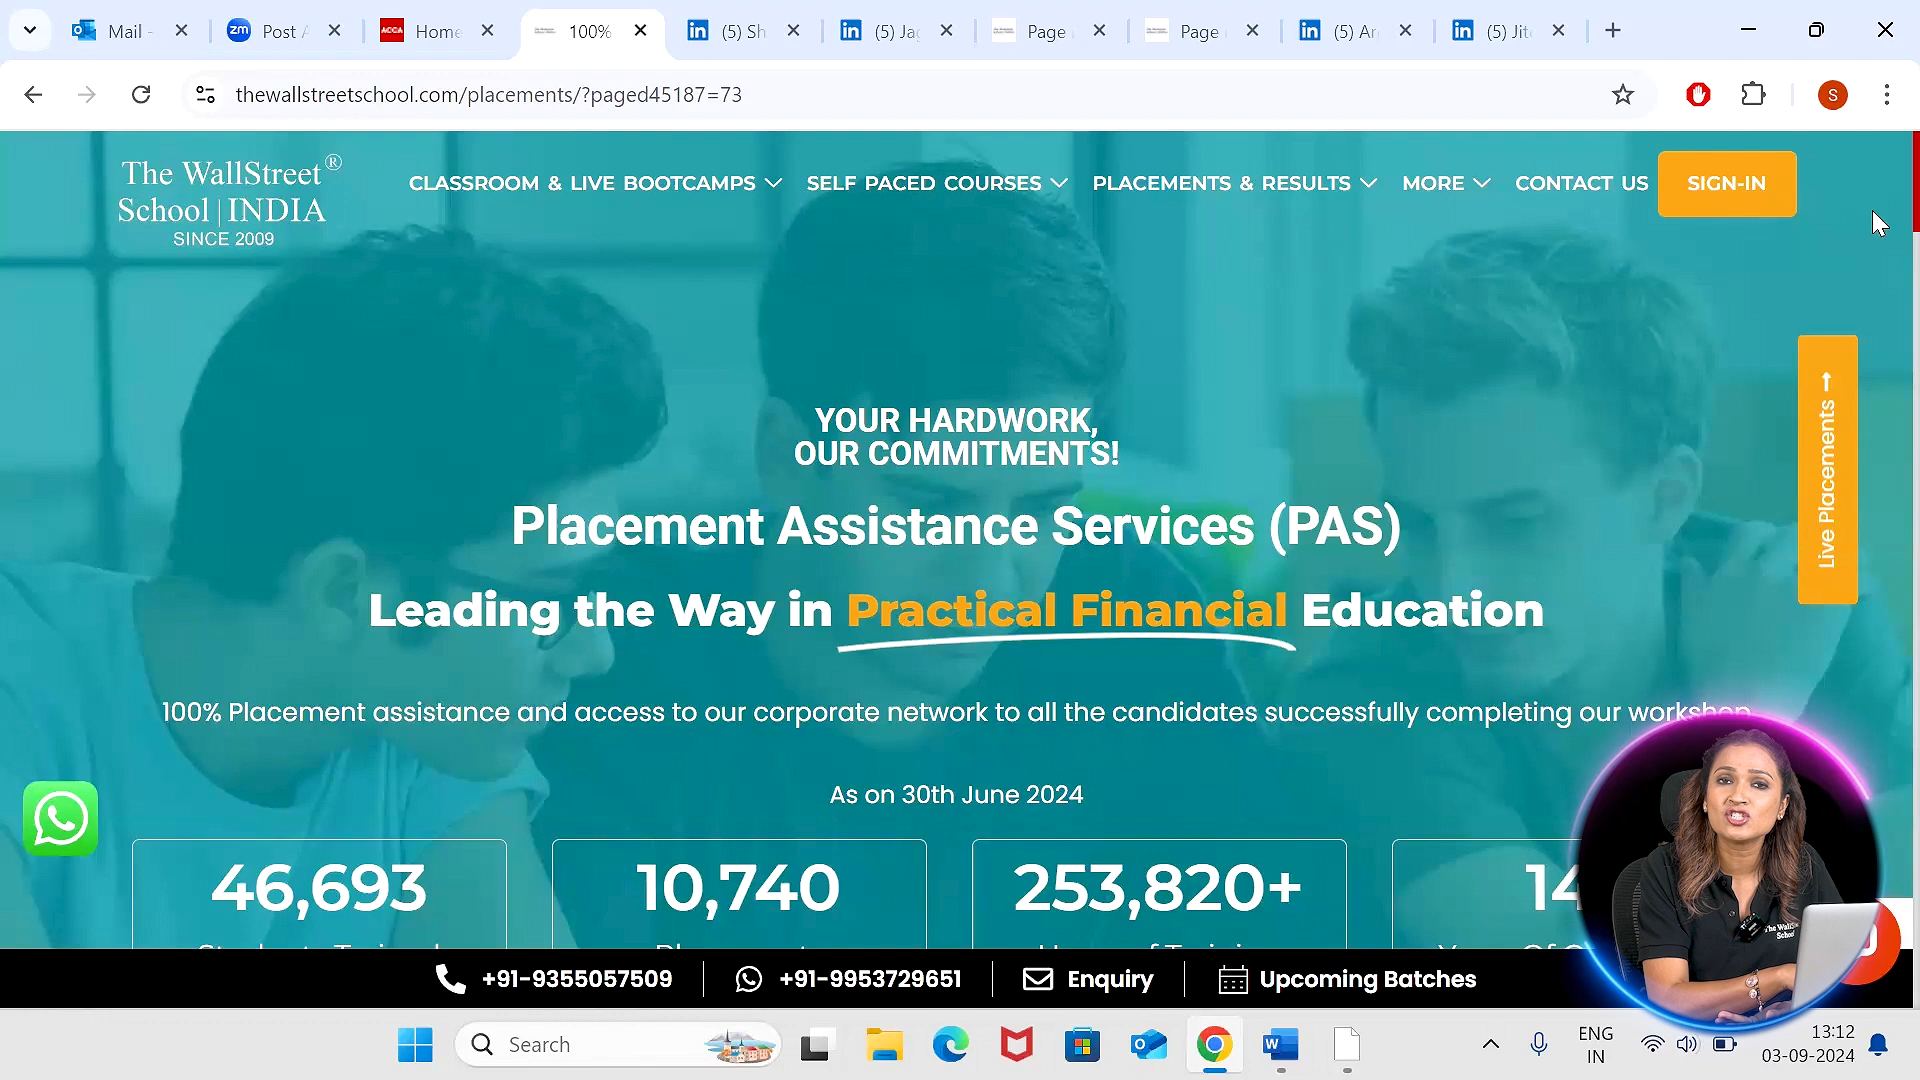 Mail -
Post A
ACCA
Home
100%
(5) Sh
(5) Jag
Page
Page
(5) Ar
(5) Jit
thewallstreetschool.com/placements/?paged45187=73
S
The WallStreet®
School | INDIA
SINCE 2009
CLASSROOM & LIVE BOOTCAMPS
SELF PACED COURSES
PLACEMENTS & RESULTS
MORE
CONTACT US
SIGN-IN
Live Placements →
YOUR HARDWORK,
OUR COMMITMENTS!
Placement Assistance Services (PAS)
Leading the Way in Practical Financial Education
100% Placement assistance and access to our corporate network to all the candidates successfully completing our workshop
As on 30th June 2024
46,693
10,740
253,820+
14
+91-9355057509
+91-9953729651
Enquiry
Upcoming Batches
Search
ENG
IN
13:12
03-09-2024